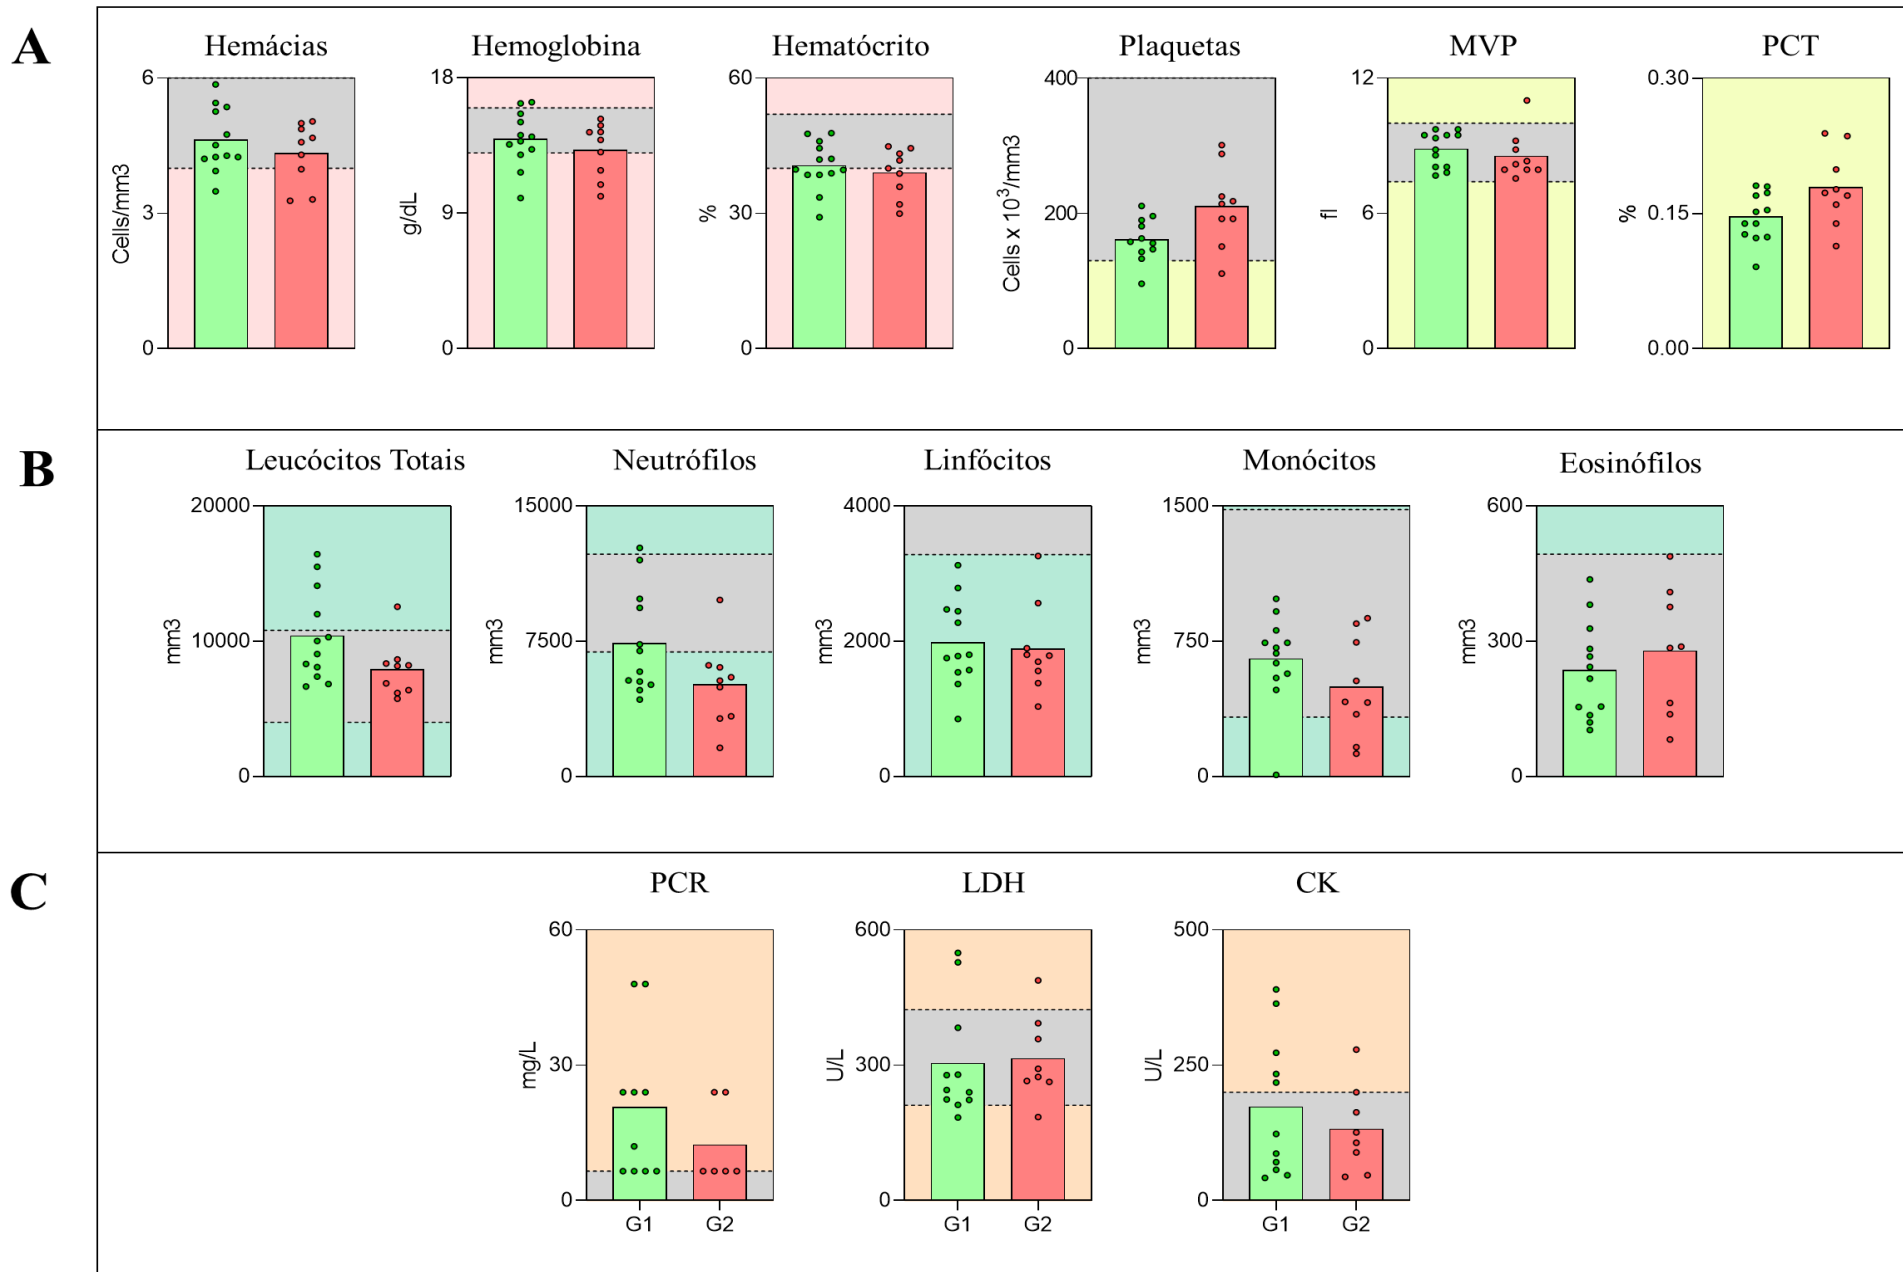 A
Hemácias
Hemoglobina
Hematócrito
Plaquetas
MVP
PCT
6
3
0
Cells/mm3
18
9
0
g/dL
60
30
0
%
400
200
0
Cells x 10³/mm3
12
6
0
fl
0.30
0.15
0.00
%
B
Leucócitos Totais
Neutrófilos
Linfócitos
Monócitos
Eosinófilos
20000
10000
0
mm3
15000
7500
0
mm3
4000
2000
0
mm3
1500
750
0
mm3
600
300
0
mm3
C
PCR
LDH
CK
60
30
0
mg/L
G1 G2
600
300
0
U/L
G1 G2
500
250
0
U/L
G1 G2